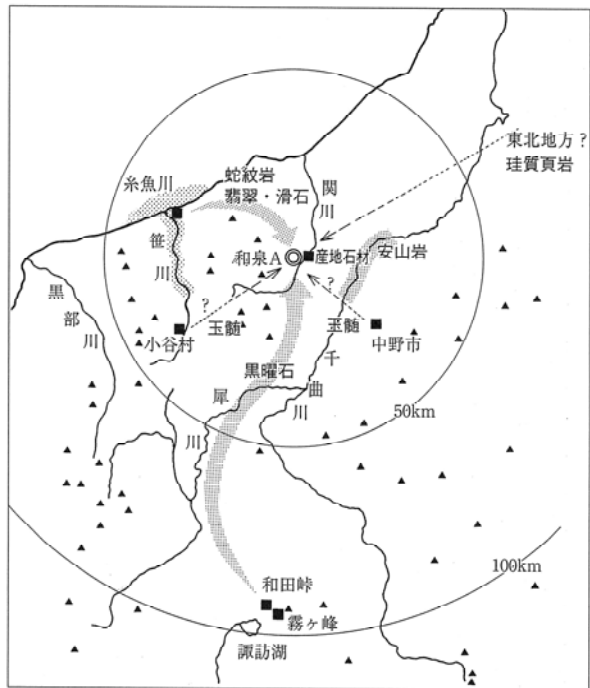 東北地方?
珪質頁岩
糸魚川
蛇紋岩
翡翠・滑石
関川
笹川
和泉A
産地石材
安山岩
?
?
黒部川
小谷村
玉髄
玉髄
中野市
黒曜石
犀川
千曲川
50km
100km
和田峠
霧ヶ峰
諏訪湖